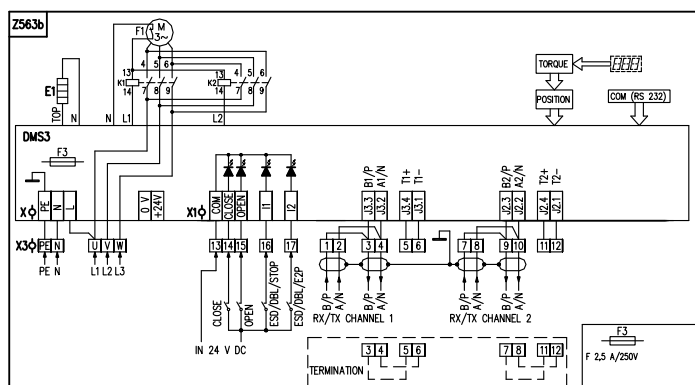 Z563b
F1
M
3~
4 5 6
13
K1
14
7 8 9
13
K2
14
4 5 6
7 8 9
E1
TOP
N
N
L1
L2
TORQUE
POSITION
COM (RS 232)
DMS3
F3
X
PE
N
L
0 V
+24V
X1
COM
CLOSE
OPEN
I1
I2
J3.3 B1/P
J3.2 A1/N
J3.4 T1+
J3.1 T1-
J2.3 B2/P
J2.2 A2/N
J2.4 T2+
J2.1 T2-
X3
PE N
U V W
13 14 15 16 17
1 2 3 4 5 6
7 8 9 10 11 12
PE N
L1 L2 L3
CLOSE
OPEN
ESD/DBL/STOP
ESD/DBL/E2P
IN 24 V DC
B/P
A/N
B/P
A/N
RX/TX CHANNEL 1
B/P
A/N
B/P
A/N
RX/TX CHANNEL 2
TERMINATION
3 4 5 6
7 8 11 12
F3
F 2,5 A/250V